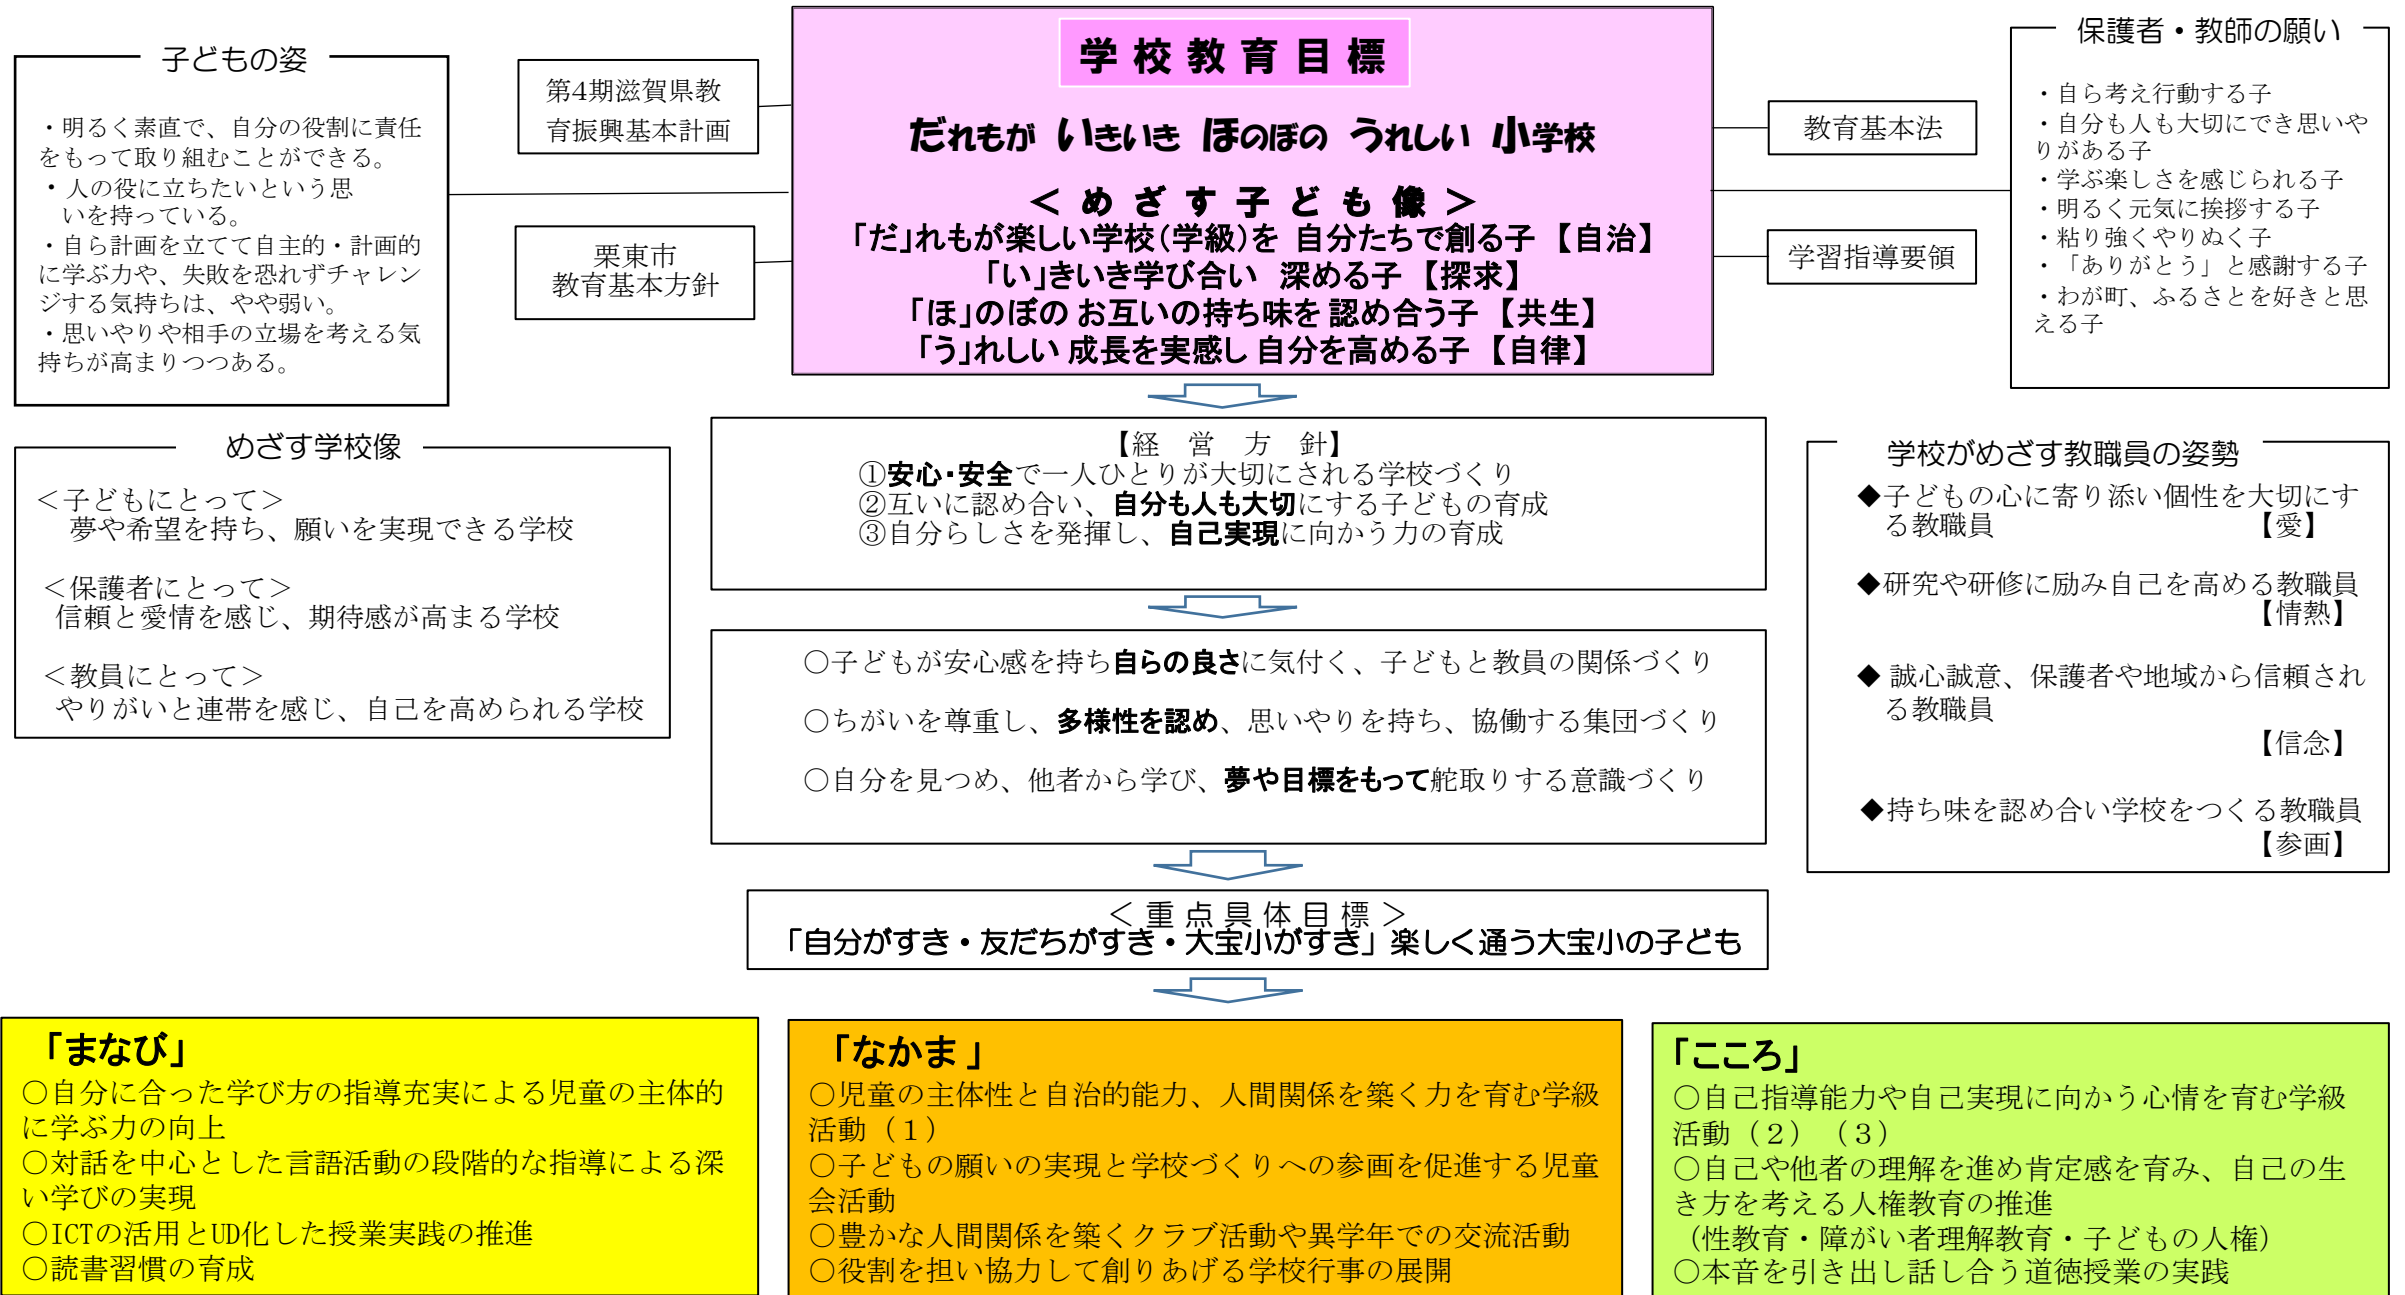 子どもの姿
・明るく素直で、自分の役割に責任
をもって取り組むことができる。
・人の役に立ちたいという思
いを持っている。
・自ら計画を立てて自主的・計画的
に学ぶ力や、失敗を恐れずチャレン
ジする気持ちは、やや弱い。
・思いやりや相手の立場を考える気
持ちが高まりつつある。
第4期滋賀県教
育振興基本計画
栗東市
教育基本方針
学校教育目標
だれもが いきいき ほのぼの うれしい 小学校
＜めざす子ども像＞
「だ」れもが楽しい学校（学級）を 自分たちで創る子 【自治】
「い」きいき学び合い 深める子 【探求】
「ほ」のぼの お互いの持ち味を 認め合う子 【共生】
「う」れしい 成長を実感し 自分を高める子 【自律】
教育基本法
学習指導要領
保護者・教師の願い
・自ら考え行動する子
・自分も人も大切にでき思いや
りがある子
・学ぶ楽しさを感じられる子
・明るく元気に挨拶する子
・粘り強くやりぬく子
・「ありがとう」と感謝する子
・わが町、ふるさとを好きと思
える子
めざす学校像
＜子どもにとって＞
夢や希望を持ち、願いを実現できる学校
＜保護者にとって＞
信頼と愛情を感じ、期待感が高まる学校
＜教員にとって＞
やりがいと連帯を感じ、自己を高められる学校
【経 営 方 針】
①安心・安全で一人ひとりが大切にされる学校づくり
②互いに認め合い、自分も人も大切にする子どもの育成
③自分らしさを発揮し、自己実現に向かう力の育成
○子どもが安心感を持ち自らの良さに気付く、子どもと教員の関係づくり
○ちがいを尊重し、多様性を認め、思いやりを持ち、協働する集団づくり
○自分を見つめ、他者から学び、夢や目標をもって舵取りする意識づくり
学校がめざす教職員の姿勢
◆子どもの心に寄り添い個性を大切にす
る教職員 【愛】
◆研究や研修に励み自己を高める教職員
【情熱】
◆ 誠心誠意、保護者や地域から信頼され
る教職員
【信念】
◆持ち味を認め合い学校をつくる教職員
【参画】
＜重点具体目標＞
「自分がすき・友だちがすき・大宝小がすき」楽しく通う大宝小の子ども
「まなび」
○自分に合った学び方の指導充実による児童の主体的
に学ぶ力の向上
○対話を中心とした言語活動の段階的な指導による深
い学びの実現
○ICTの活用とUD化した授業実践の推進
○読書習慣の育成
「なかま」
○児童の主体性と自治的能力、人間関係を築く力を育む学級
活動（１）
○子どもの願いの実現と学校づくりへの参画を促進する児童
会活動
○豊かな人間関係を築くクラブ活動や異学年での交流活動
○役割を担い協力して創りあげる学校行事の展開
「こころ」
○自己指導能力や自己実現に向かう心情を育む学級
活動（２）（３）
○自己や他者の理解を進め肯定感を育み、自己の生
き方を考える人権教育の推進
（性教育・障がい者理解教育・子どもの人権）
○本音を引き出し話し合う道徳授業の実践